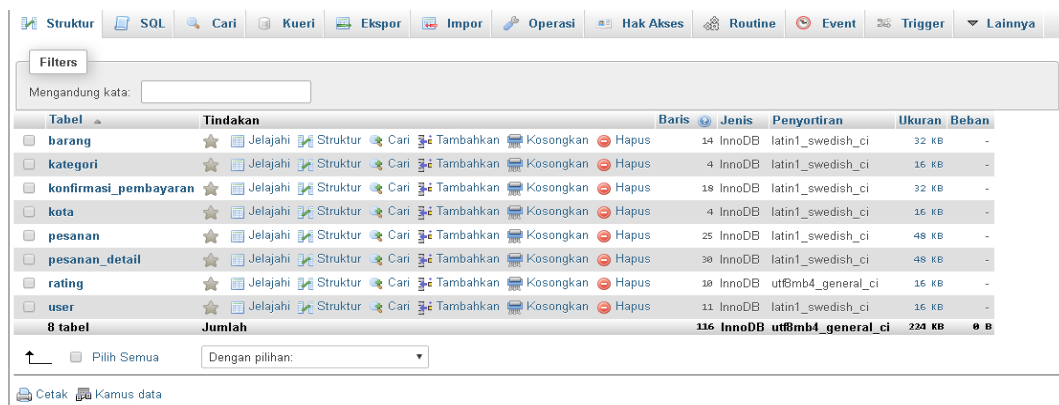 Struktur SQL Cari Kueri Ekspor Impor Operasi Hak Akses Routine Event Trigger Lainnya
Filters
Mengandung kata:
Tabel Tindakan Baris Jenis Penyortiran Ukuran Beban
barang Jelajahi Struktur Cari Tambahkan Kosongkan Hapus 14 InnoDB latin1_swedish_ci 32 KB -
kategori Jelajahi Struktur Cari Tambahkan Kosongkan Hapus 4 InnoDB latin1_swedish_ci 16 KB -
konfirmasi_pembayaran Jelajahi Struktur Cari Tambahkan Kosongkan Hapus 18 InnoDB latin1_swedish_ci 32 KB -
kota Jelajahi Struktur Cari Tambahkan Kosongkan Hapus 4 InnoDB latin1_swedish_ci 16 KB -
pesanan Jelajahi Struktur Cari Tambahkan Kosongkan Hapus 25 InnoDB latin1_swedish_ci 48 KB -
pesanan_detail Jelajahi Struktur Cari Tambahkan Kosongkan Hapus 30 InnoDB latin1_swedish_ci 48 KB -
rating Jelajahi Struktur Cari Tambahkan Kosongkan Hapus 10 InnoDB utf8mb4_general_ci 16 KB -
user Jelajahi Struktur Cari Tambahkan Kosongkan Hapus 11 InnoDB latin1_swedish_ci 16 KB -
8 tabel Jumlah 116 InnoDB utf8mb4_general_ci 224 KB 0 B
Pilih Semua Dengan pilihan:
Cetak Kamus data